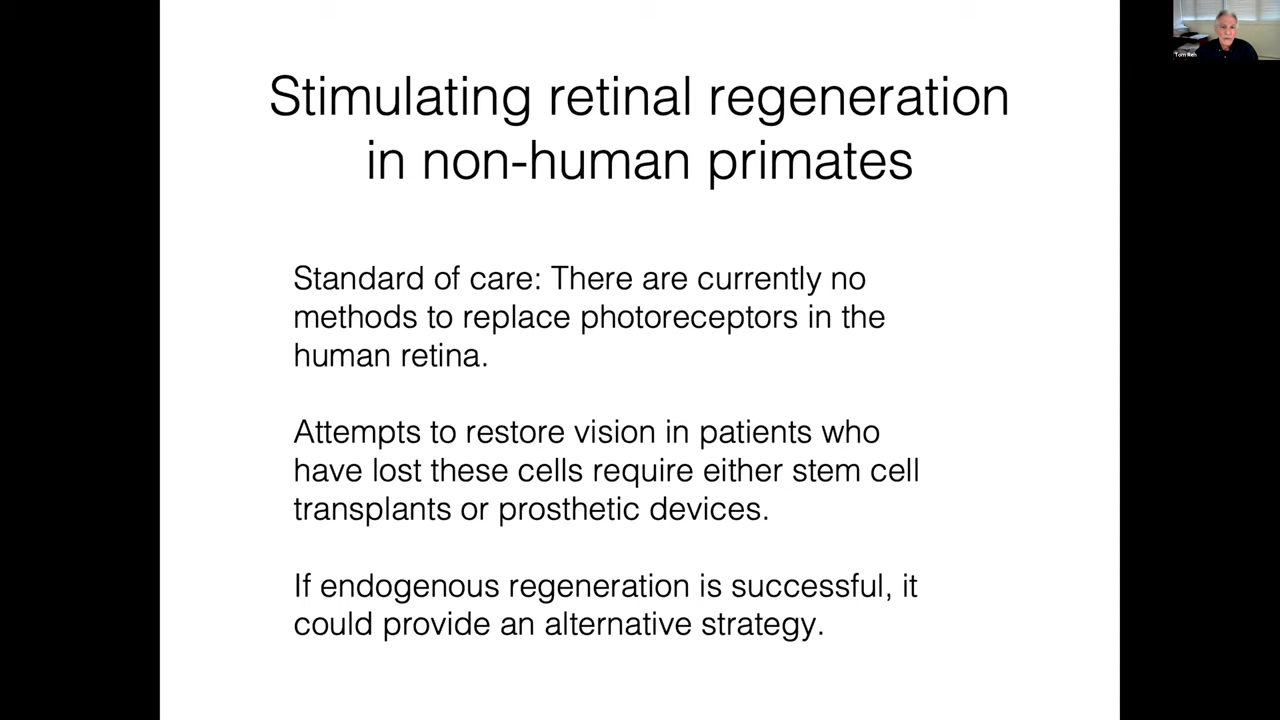 Stimulating retinal regeneration
in non-human primates
Standard of care: There are currently no
methods to replace photoreceptors in the
human retina.
Attempts to restore vision in patients who
have lost these cells require either stem cell
transplants or prosthetic devices.
If endogenous regeneration is successful, it
could provide an alternative strategy.
Tom Reh